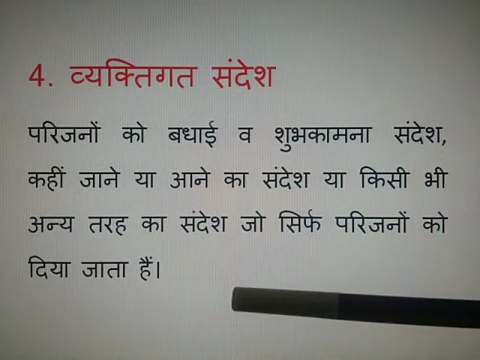 4. व्यक्तिगत संदेश
परिजनों को बधाई व शुभकामना संदेश,
कहीं जाने या आने का संदेश या किसी भी
अन्य तरह का संदेश जो सिर्फ परिजनों को
दिया जाता हैं।